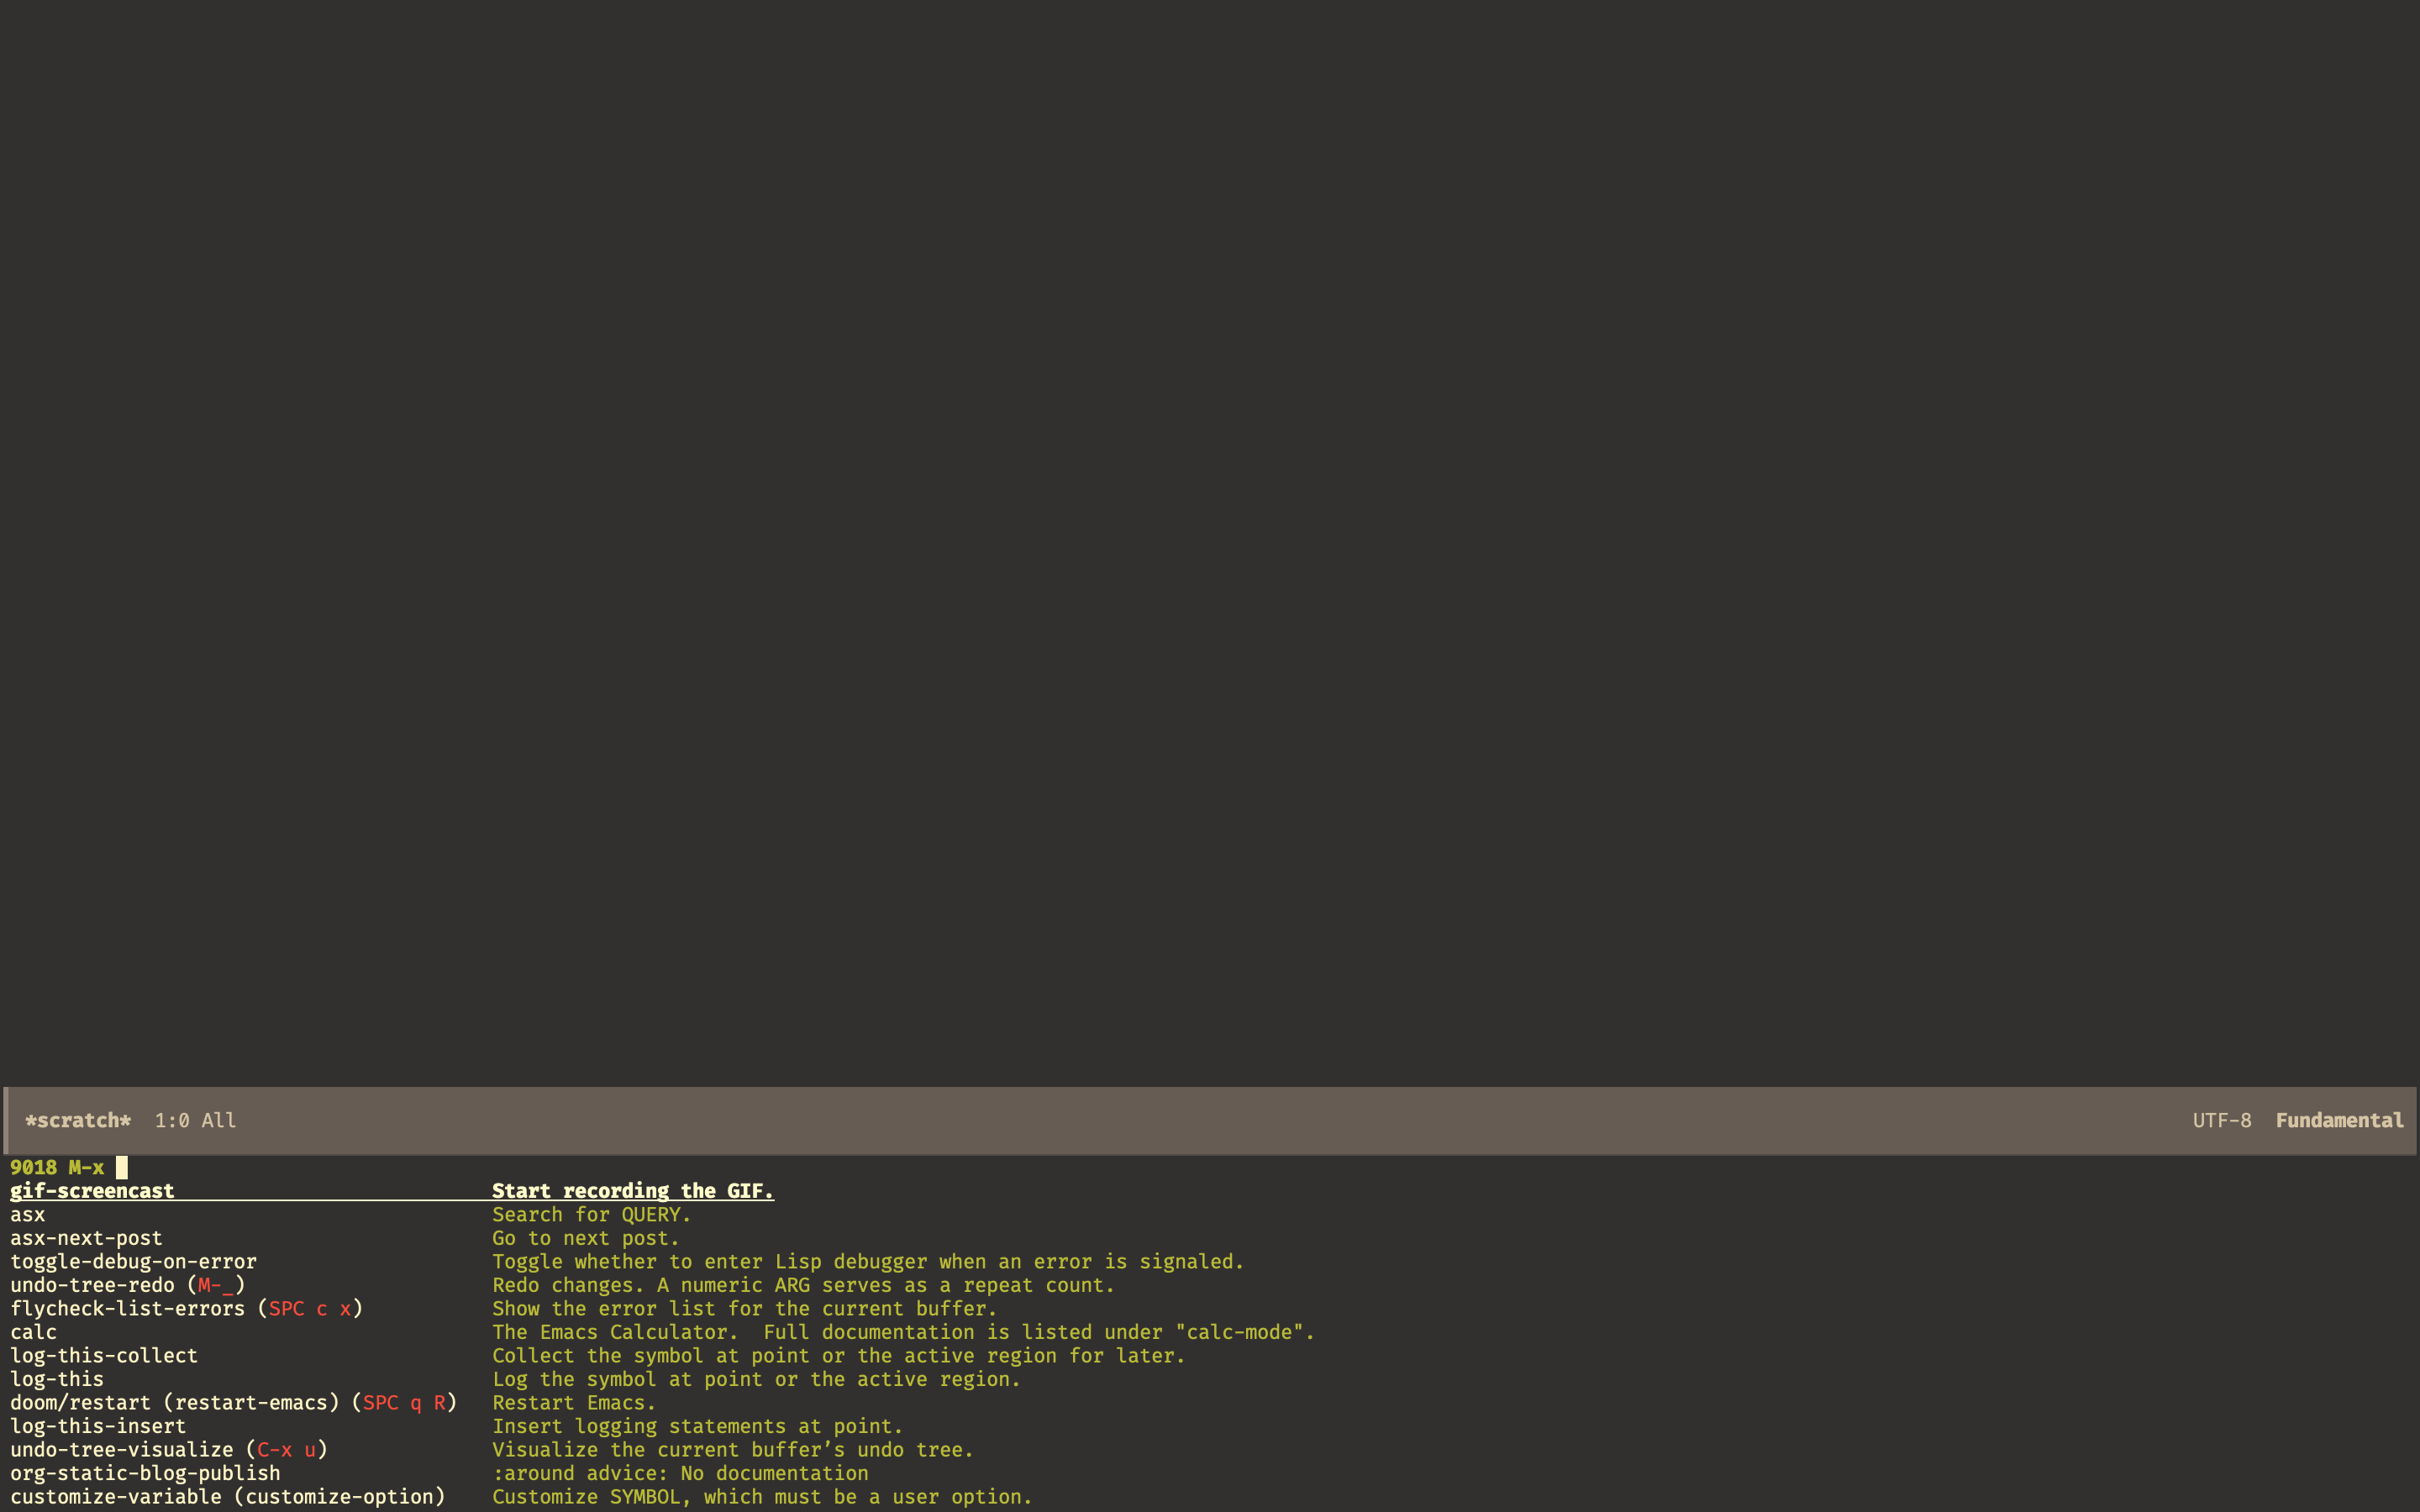 *scratch*  1:0 All  UTF-8  Fundamental
9018 M-x
gif-screencast  Start recording the GIF.
asx  Search for QUERY.
asx-next-post  Go to next post.
toggle-debug-on-error  Toggle whether to enter Lisp debugger when an error is signaled.
undo-tree-redo (M-_)  Redo changes. A numeric ARG serves as a repeat count.
flycheck-list-errors (SPC c x)  Show the error list for the current buffer.
calc  The Emacs Calculator.  Full documentation is listed under "calc-mode".
log-this-collect  Collect the symbol at point or the active region for later.
log-this  Log the symbol at point or the active region.
doom/restart (restart-emacs) (SPC q R)  Restart Emacs.
log-this-insert  Insert logging statements at point.
undo-tree-visualize (C-x u)  Visualize the current buffer’s undo tree.
org-static-blog-publish  :around advice: No documentation
customize-variable (customize-option)  Customize SYMBOL, which must be a user option.